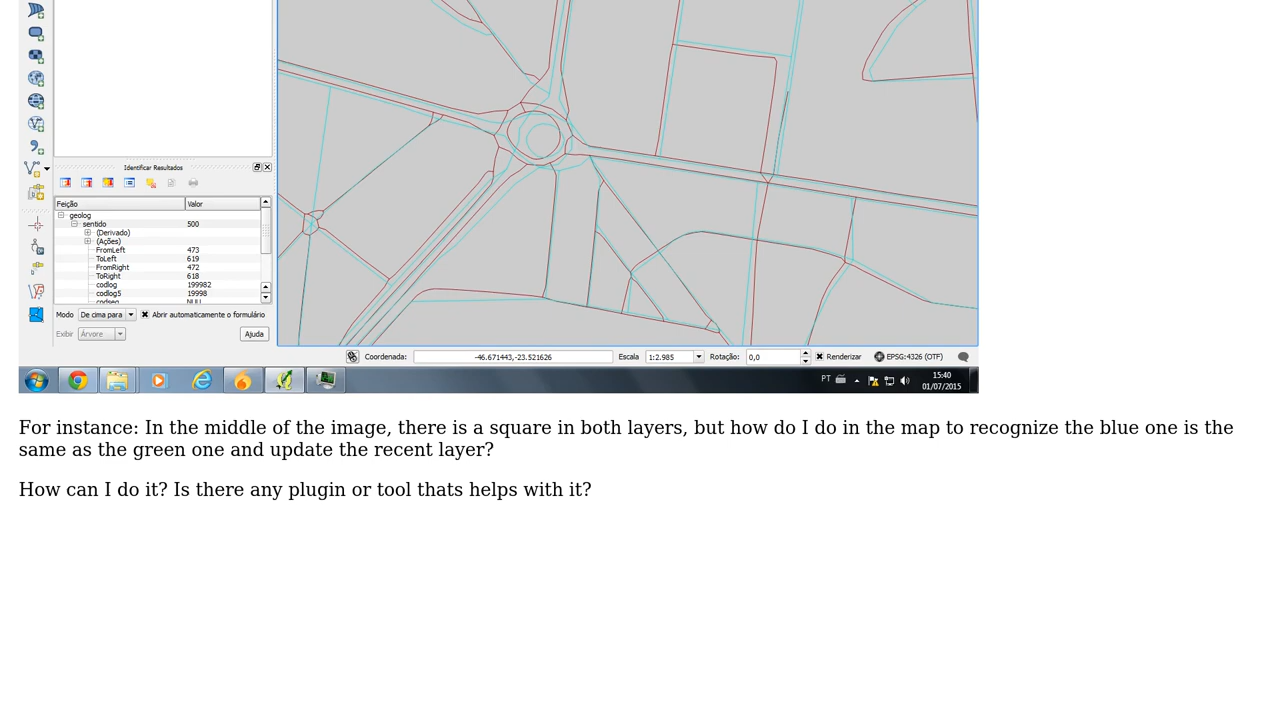 Identificar Resultados
Feição Valor
geolog
sentido 500
(Derivado)
(Ações)
FromLeft 473
ToLeft 619
FromRight 472
ToRight 618
codlog 199982
codlog5 19998
codseg NULL
Modo De cima para Abrir automaticamente o formulário
Exibir Árvore Ajuda
Coordenada: -46.671443,-23.521626 Escala 1:2.985 Rotação: 0,0 Renderizar EPSG:4326 (OTF)
PT 15:40
01/07/2015
For instance: In the middle of the image, there is a square in both layers, but how do I do in the map to recognize the blue one is the
same as the green one and update the recent layer?
How can I do it? Is there any plugin or tool thats helps with it?